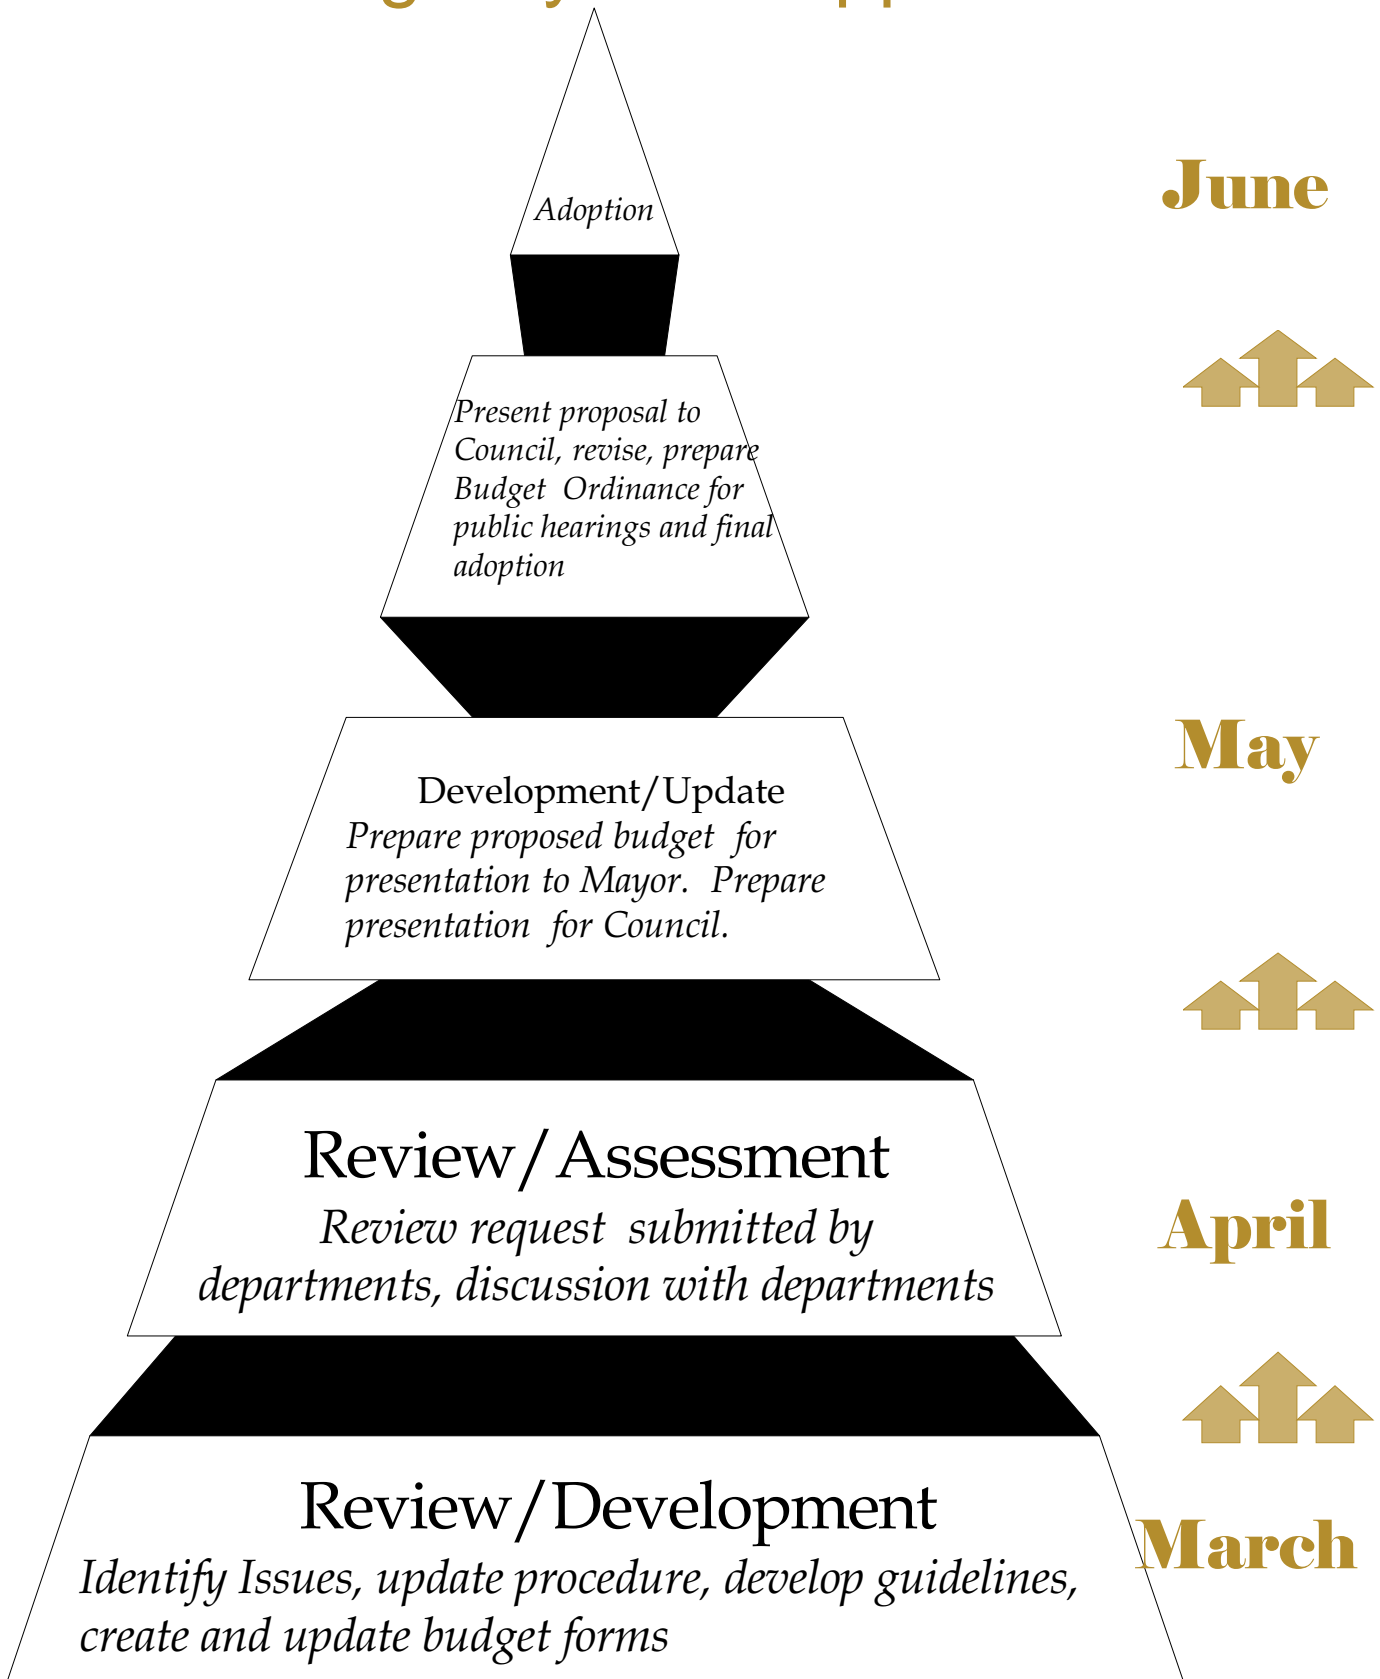 Adoption
June
Present proposal to
Council, revise, prepare
Budget Ordinance for
public hearings and final
adoption
May
Development/Update
Prepare proposed budget for
presentation to Mayor. Prepare
presentation for Council.
Review/Assessment
April
Review request submitted by
departments, discussion with departments
Review/Development
March
Identify Issues, update procedure, develop guidelines,
create and update budget forms